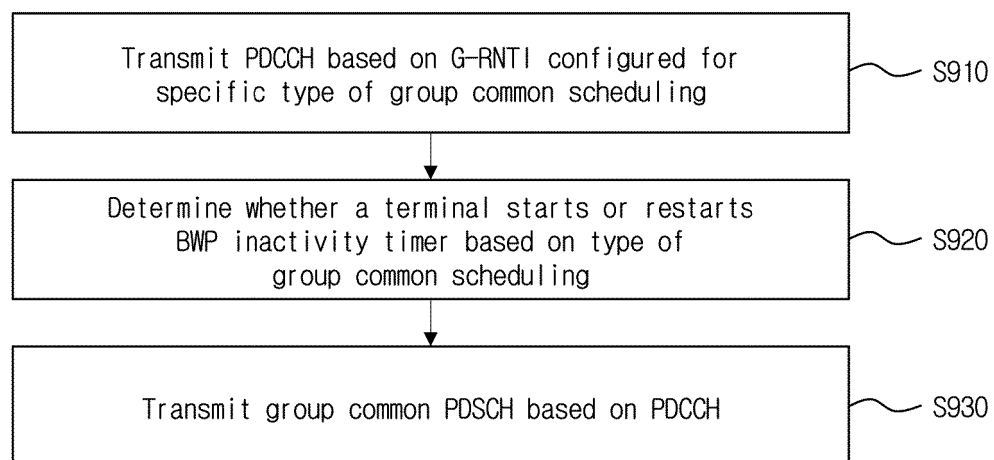 Transmit PDCCH based on G-RNTI configured for
specific type of group common scheduling
S910
Determine whether a terminal starts or restarts
BWP inactivity timer based on type of
group common scheduling
S920
Transmit group common PDSCH based on PDCCH
S930